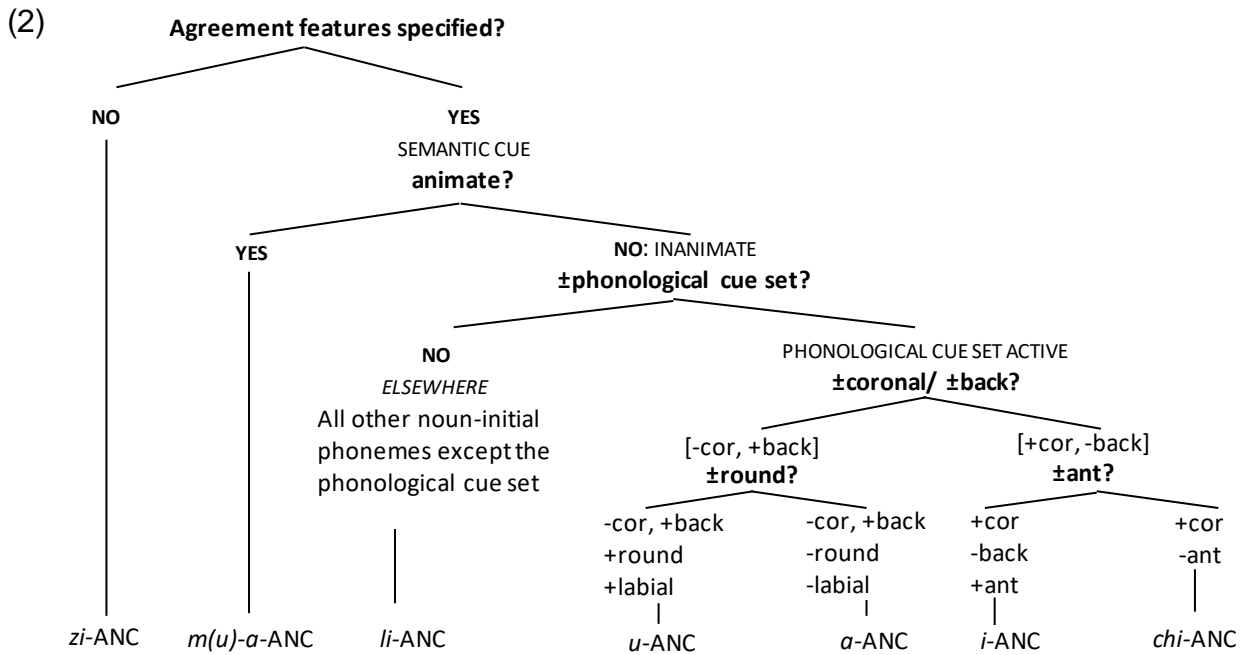 (2)
Agreement features specified?
NO YES
SEMANTIC CUE
animate?
YES NO: INANIMATE
±phonological cue set?
NO PHONOLOGICAL CUE SET ACTIVE
ELSEWHERE ±coronal/ ±back?
All other noun-initial
phonemes except the
phonological cue set
[-cor, +back] [+cor, -back]
±round? ±ant?
-cor, +back -cor, +back +cor +cor
+round -round -back -ant
+labial -labial +ant
zi-ANC m(u)-a-ANC li-ANC u-ANC a-ANC i-ANC chi-ANC